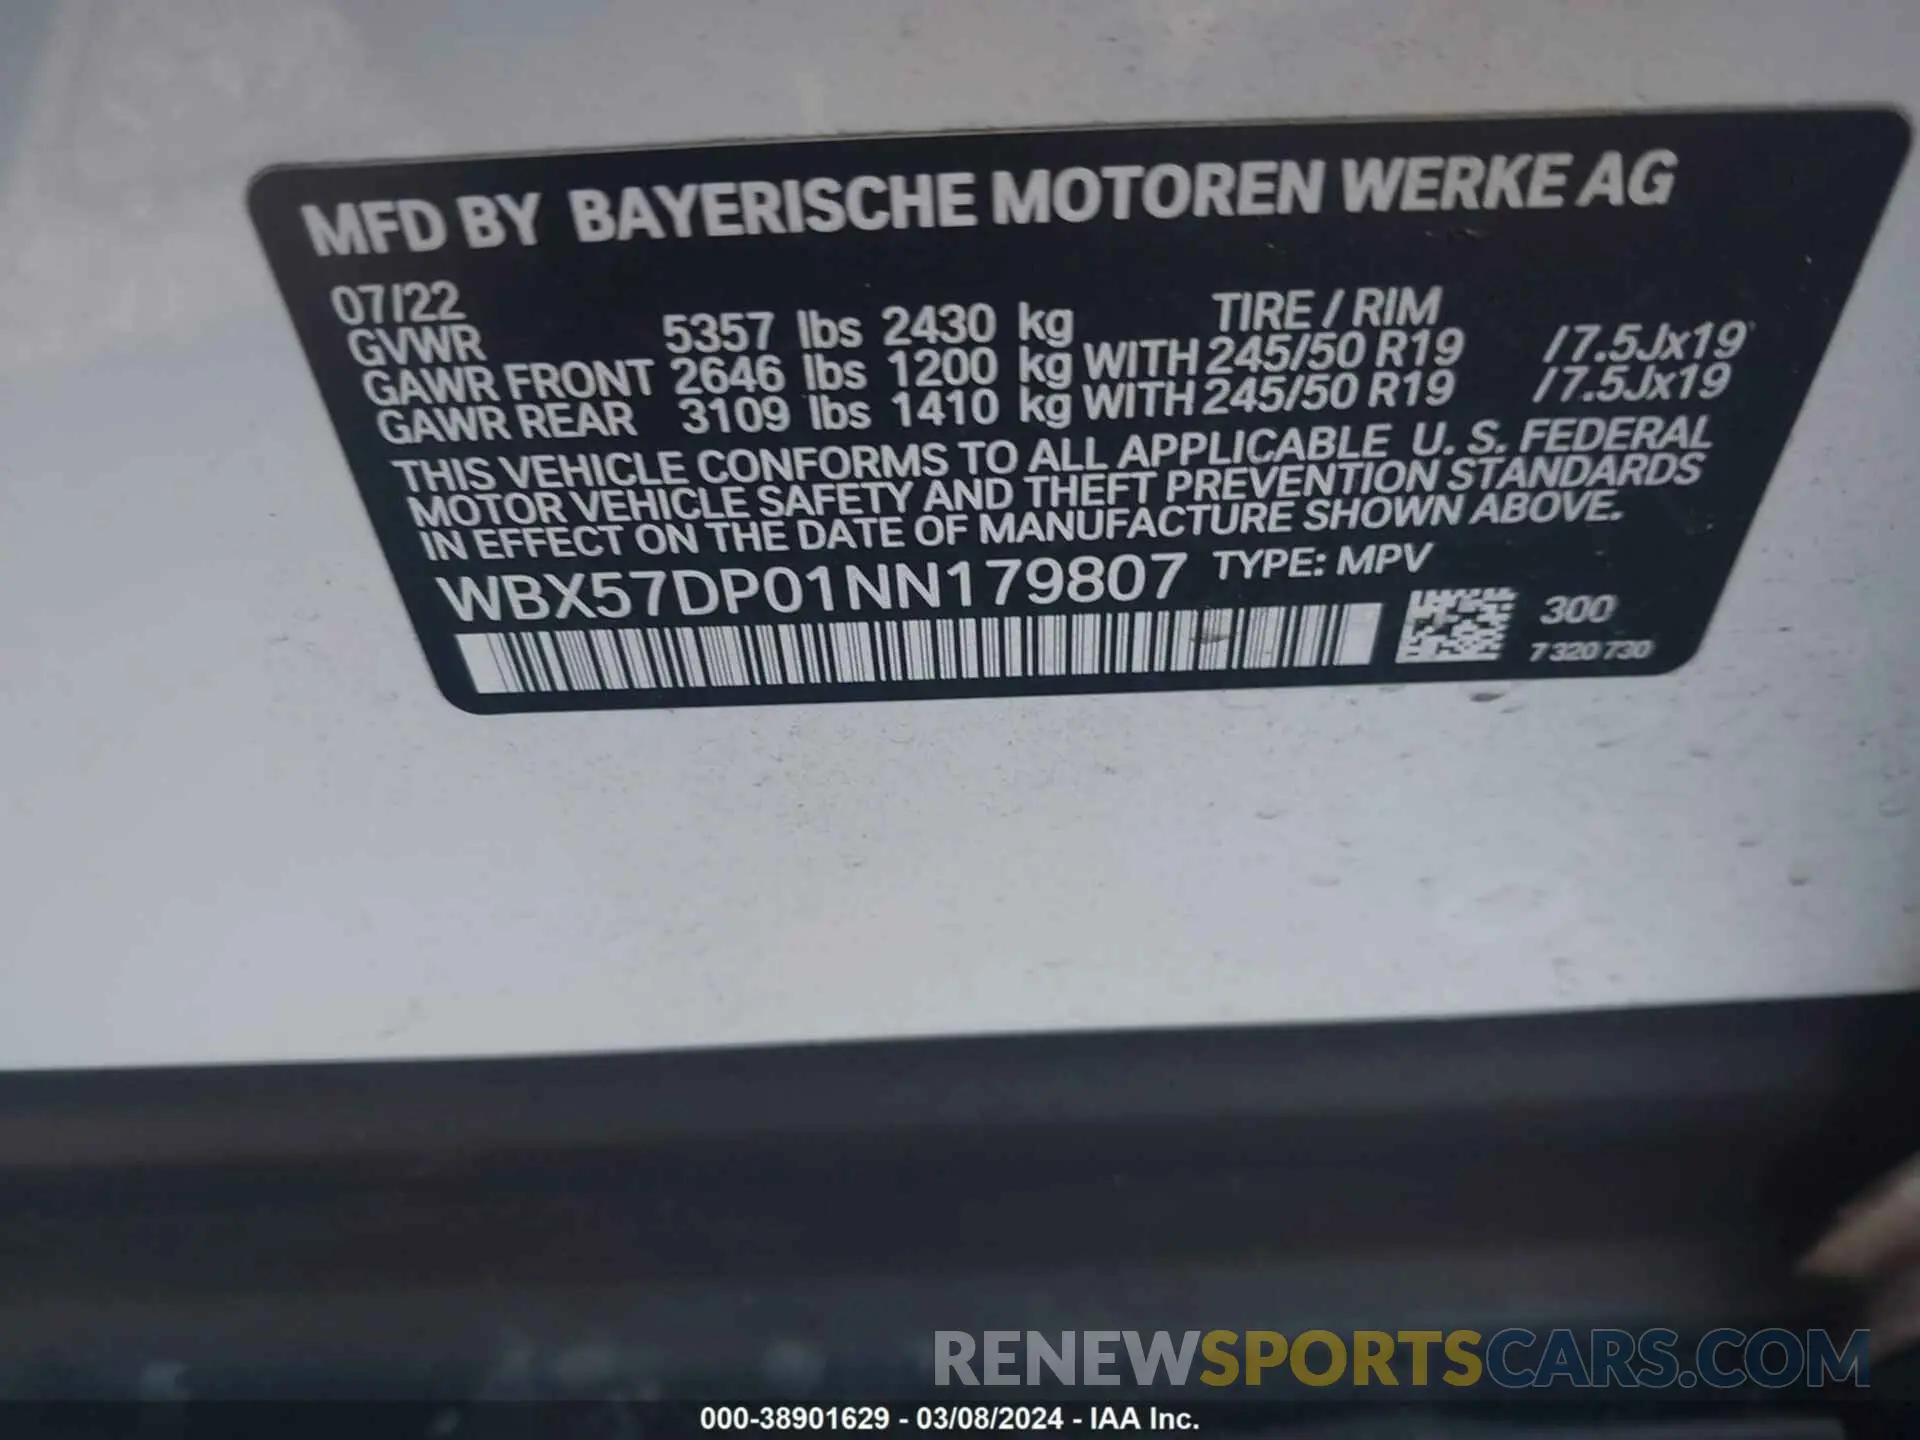 MFD BY BAYERISCHE MOTOREN WERKE AG
07/22 TIRE / RIM
GVWR 5357 lbs 2430 kg
GAWR FRONT 2646 lbs 1200 kg WITH 245/50 R19 /7.5Jx19
GAWR REAR 3109 lbs 1410 kg WITH 245/50 R19 /7.5Jx19
THIS VEHICLE CONFORMS TO ALL APPLICABLE U. S. FEDERAL
MOTOR VEHICLE SAFETY AND THEFT PREVENTION STANDARDS
IN EFFECT ON THE DATE OF MANUFACTURE SHOWN ABOVE.
WBX57DP01NN179807 TYPE: MPV
300
7 320 730
RENEWSPORTSCARS.COM
000-38901629 - 03/08/2024 - IAA Inc.